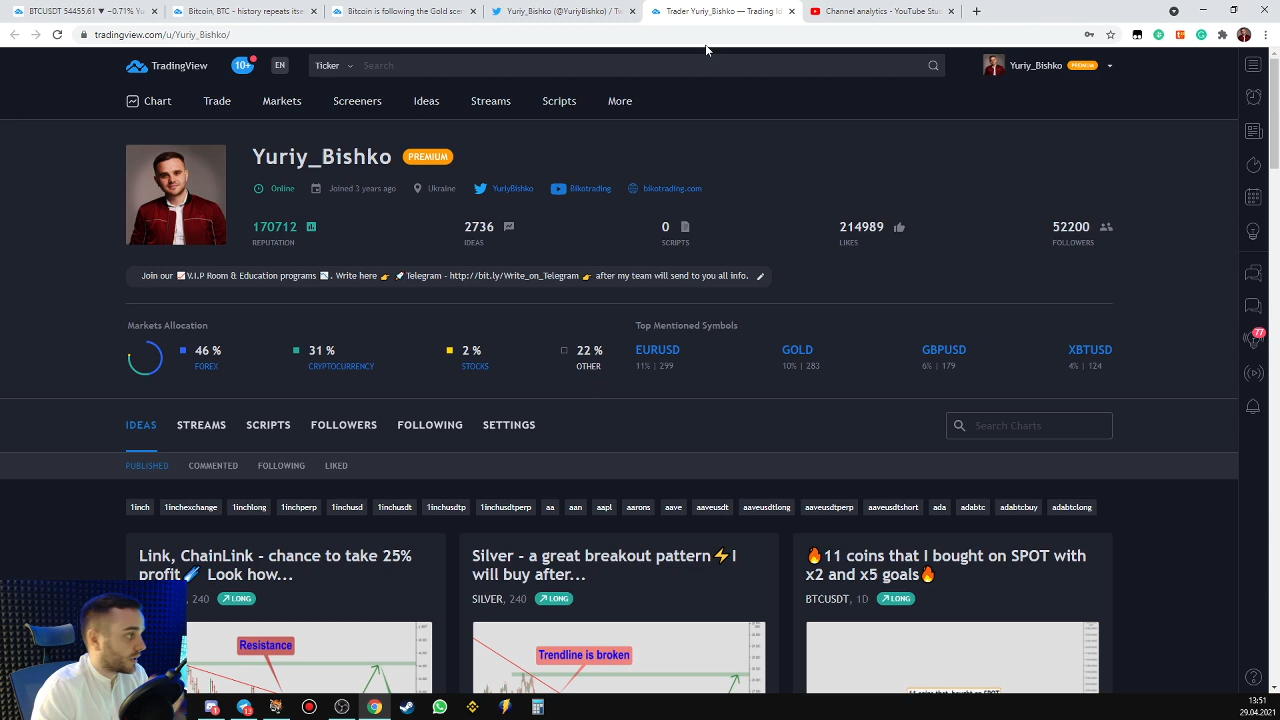 BTCUSDT 54455.61 ▼ −0.71% Yuriy
Bitcoin, BTC - history repeats itse
Bitcoin is following the Gold scen
Yuriy_Bishko (@YuriyBishko) / Tw
Trader Yuriy_Bishko — Trading Id
Channel analytics - YouTube Stud
tradingview.com/u/Yuriy_Bishko/
TradingView
10+
EN
Ticker
Search
Yuriy_Bishko PREMIUM
Chart Trade Markets Screeners Ideas Streams Scripts More
Yuriy_Bishko PREMIUM
Online Joined 3 years ago Ukraine YuriyBishko Bikotrading bikotrading.com
170712 2736 0 214989 52200
REPUTATION IDEAS SCRIPTS LIKES FOLLOWERS
Join our 📈V.I.P Room & Education programs 📉. Write here 👉 🚀Telegram - http://bit.ly/Write_on_Telegram 👉 after my team will send to you all info.
Markets Allocation Top Mentioned Symbols
46 % 31 % 2 % 22 % EURUSD GOLD GBPUSD XBTUSD
FOREX CRYPTOCURRENCY STOCKS OTHER 11% | 299 10% | 283 6% | 179 4% | 124
IDEAS STREAMS SCRIPTS FOLLOWERS FOLLOWING SETTINGS Search Charts
PUBLISHED COMMENTED FOLLOWING LIKED
1inch 1inchexchange 1inchlong 1inchperp 1inchusd 1inchusdt 1inchusdtp 1inchusdtperp aa aan aapl aarons aave aaveusdt aaveusdtlong aaveusdtperp aaveusdtshort ada adabtc adabtcbuy adabtclong
Link, ChainLink - chance to take 25%
profit🚀 Look how...
240 LONG
Resistance
Silver - a great breakout pattern⚡I
will buy after...
SILVER, 240 LONG
Trendline is broken
🔥11 coins that I bought on SPOT with
x2 and x5 goals🔥
BTCUSDT, 1D LONG
77
1
13
13:51
29.04.2021